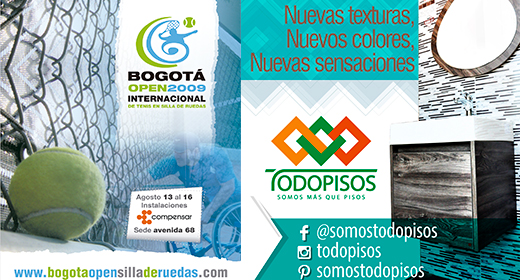 BOGOTÁ
OPEN2009
INTERNACIONAL
DE TENIS EN SILLA DE RUEDAS
Agosto 13 al 16
Instalaciones
compensar
Sede avenida 68
www.bogotaopensilladeruedas.com
Nuevas texturas,
Nuevos colores,
Nuevas sensaciones
TODOPISOS
SOMOS MÁS QUE PISOS
@somostodopisos
todopisos
somostodopisos